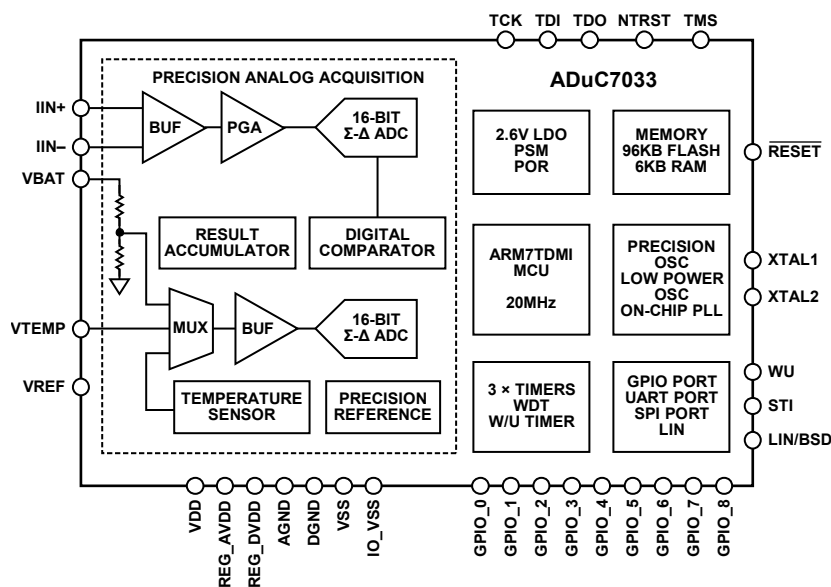 TCK
TDI
TDO
NTRST
TMS
PRECISION ANALOG ACQUISITION
ADuC7033
IIN+
IIN–
VBAT
BUF
PGA
16-BIT
Σ-Δ ADC
2.6V LDO
PSM
POR
MEMORY
96KB FLASH
6KB RAM
RESET
RESULT
ACCUMULATOR
DIGITAL
COMPARATOR
ARM7TDMI
MCU
20MHz
PRECISION
OSC
LOW POWER
OSC
ON-CHIP PLL
XTAL1
XTAL2
VTEMP
MUX
BUF
16-BIT
Σ-Δ ADC
VREF
TEMPERATURE
SENSOR
PRECISION
REFERENCE
3 × TIMERS
WDT
W/U TIMER
GPIO PORT
UART PORT
SPI PORT
LIN
WU
STI
LIN/BSD
VDD
REG_AVDD
REG_DVDD
AGND
DGND
VSS
IO_VSS
GPIO_0
GPIO_1
GPIO_2
GPIO_3
GPIO_4
GPIO_5
GPIO_6
GPIO_7
GPIO_8